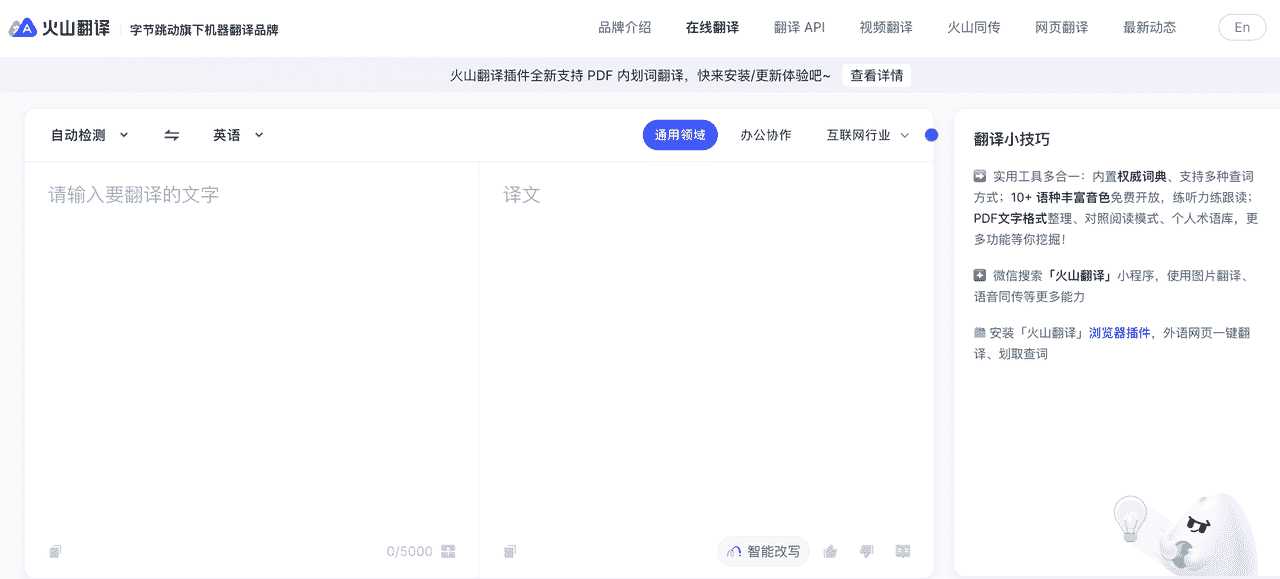 火山翻译 字节跳动旗下机器翻译品牌 品牌介绍 在线翻译 翻译 API 视频翻译 火山同传 网页翻译 最新动态 En
火山翻译插件全新支持 PDF 内划词翻译，快来安装/更新体验吧~ 查看详情
自动检测 英语 通用领域 办公协作 互联网行业
请输入要翻译的文字
译文
0/5000
智能改写
翻译小技巧
实用工具多合一：内置权威词典、支持多种查词
方式；10+ 语种丰富音色免费开放，练听力练跟读；
PDF文字格式整理、对照阅读模式、个人术语库，更
多功能等你挖掘！
微信搜索「火山翻译」小程序，使用图片翻译、
语音同传等更多能力
安装「火山翻译」浏览器插件，外语网页一键翻
译、划取查词